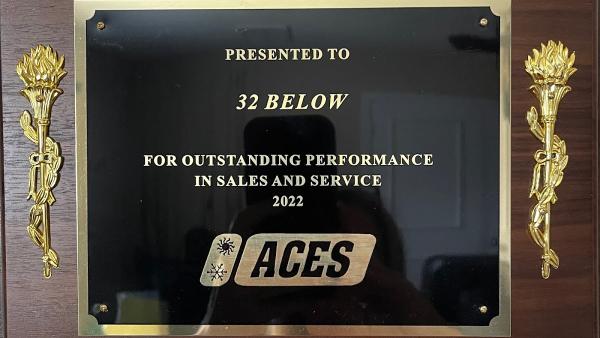 PRESENTED TO
32 BELOW
FOR OUTSTANDING PERFORMANCE
IN SALES AND SERVICE
2022
ACES